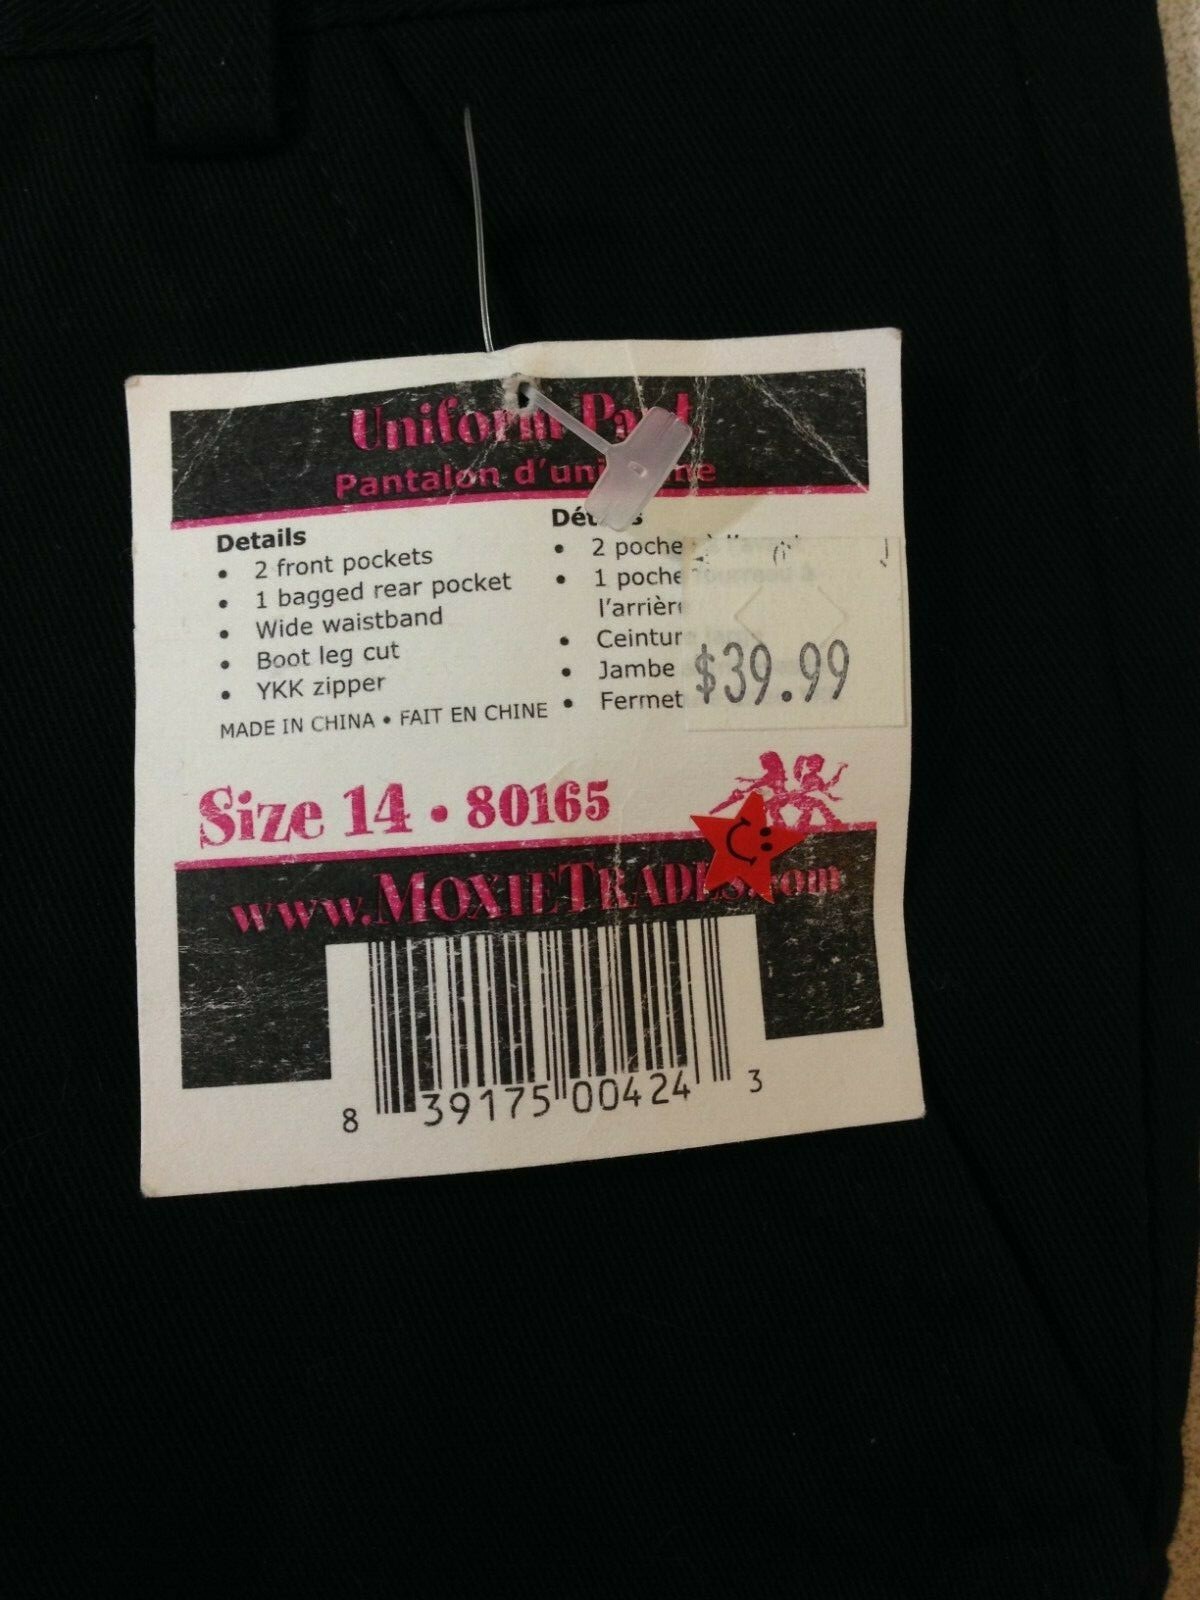 Uniform Pant
Pantalon d'uniforme
Details
• 2 front pockets
• 1 bagged rear pocket
• Wide waistband
• Boot leg cut
• YKK zipper
MADE IN CHINA • FAIT EN CHINE
Détails
• 2 poche
• 1 poche
l'arrière
• Ceintur
• Jambe
• Fermet
$39.99
Size 14 • 80165
www.MOXIETRADES.com
8 39175 00424 3